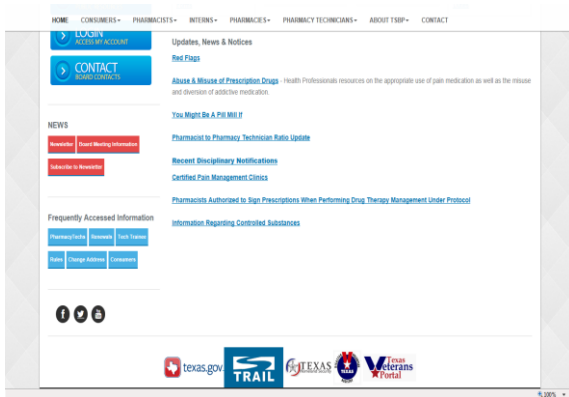 HOME CONSUMERS PHARMACISTS INTERNS PHARMACIES PHARMACY TECHNICIANS ABOUT TSBP CONTACT
LOGIN
ACCESS MY ACCOUNT
CONTACT
BOARD CONTACTS
NEWS
Newsletter Board Meeting Information
Subscribe to Newsletter
Frequently Accessed Information
PharmacyTechs Renewals Tech Trainee
Rules Change Address Consumers
Updates, News & Notices
Red Flags
Abuse & Misuse of Prescription Drugs - Health Professionals resources on the appropriate use of pain medication as well as the misuse
and diversion of addictive medication.
You Might Be A Pill Mill If
Pharmacist to Pharmacy Technician Ratio Update
Recent Disciplinary Notifications
Certified Pain Management Clinics
Pharmacists Authorized to Sign Prescriptions When Performing Drug Therapy Management Under Protocol
Information Regarding Controlled Substances
texas.gov
TRAIL
TEXAS
TEXAS
Texas
Veterans
Portal
100%